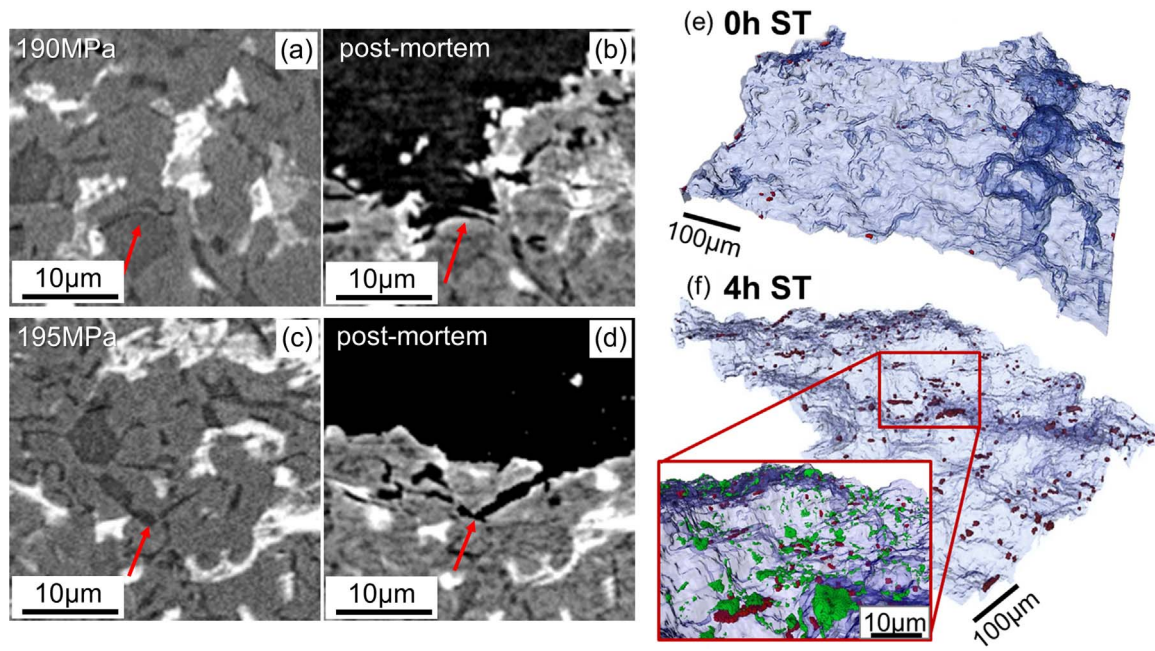 190MPa
(a)
10µm
post-mortem
(b)
10µm
195MPa
(c)
10µm
post-mortem
(d)
10µm
(e) 0h ST
100µm
(f) 4h ST
10µm
100µm